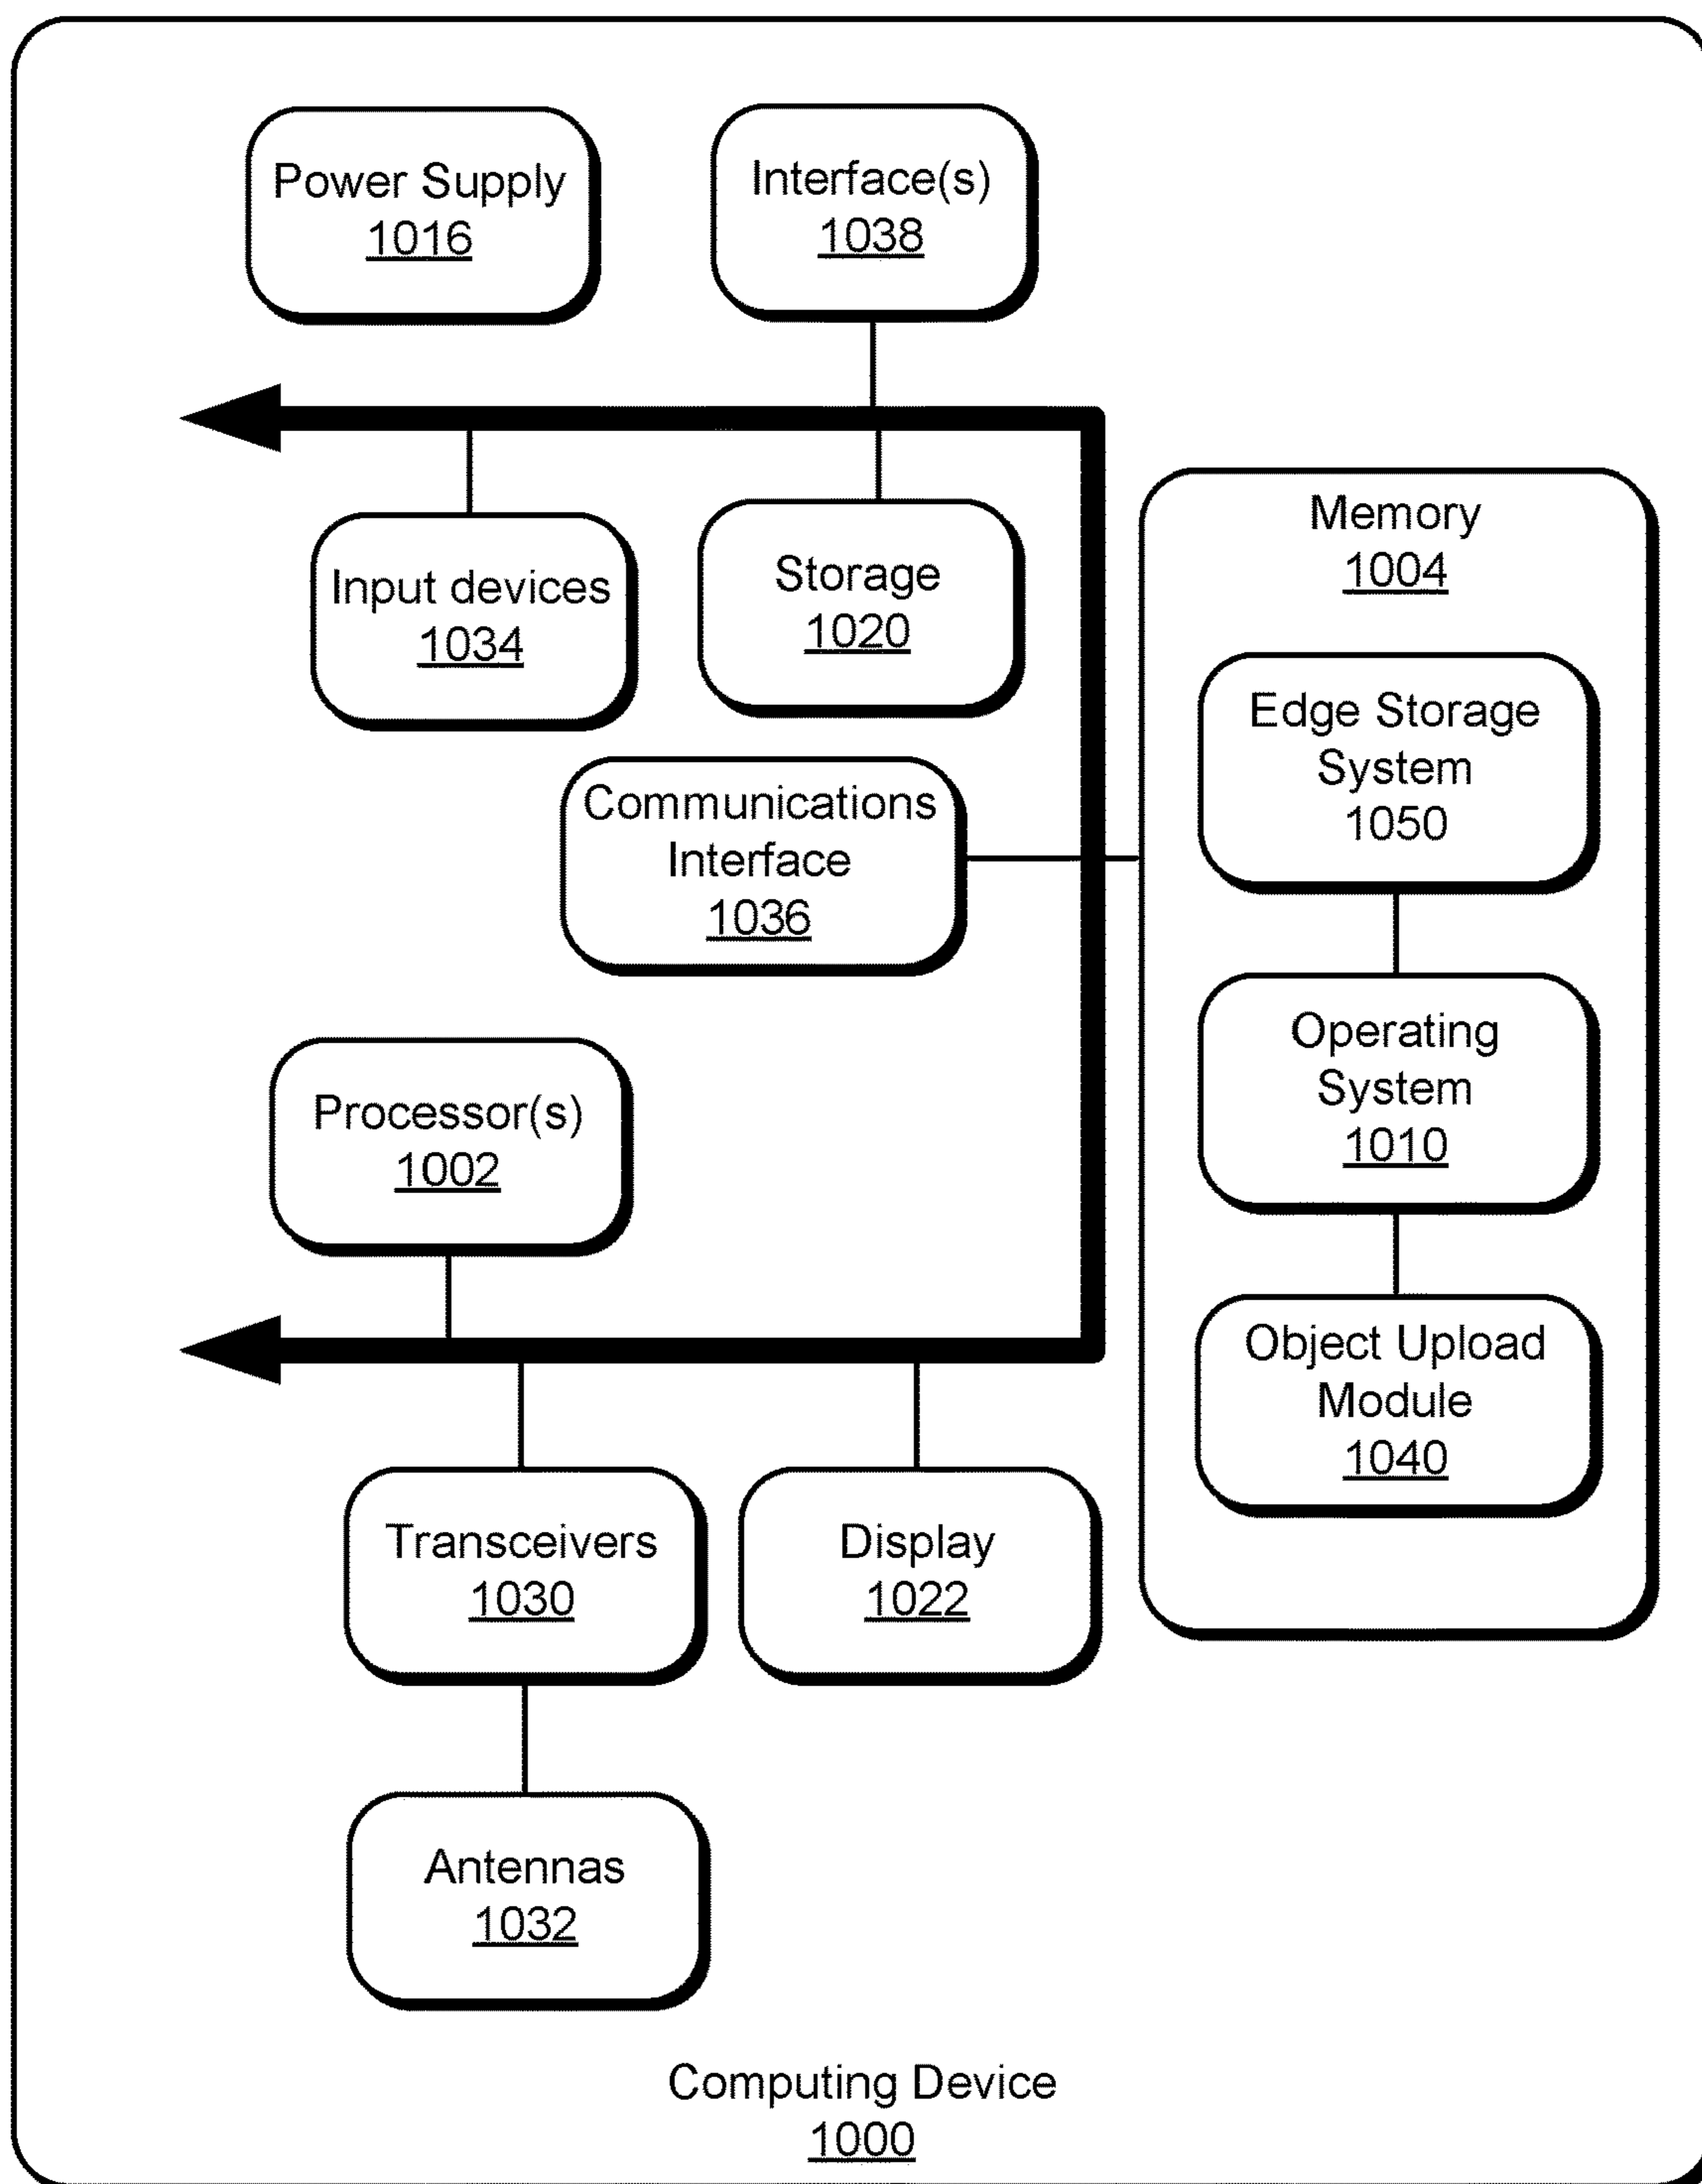 Power Supply
1016
Interface(s)
1038
Input devices
1034
Storage
1020
Memory
1004
Edge Storage
System
1050
Communications
Interface
1036
Operating
System
1010
Processor(s)
1002
Object Upload
Module
1040
Transceivers
1030
Display
1022
Antennas
1032
Computing Device
1000